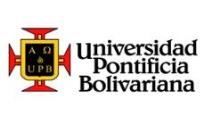 Α Ω
&
UPB
Universidad
Pontificia
Bolivariana